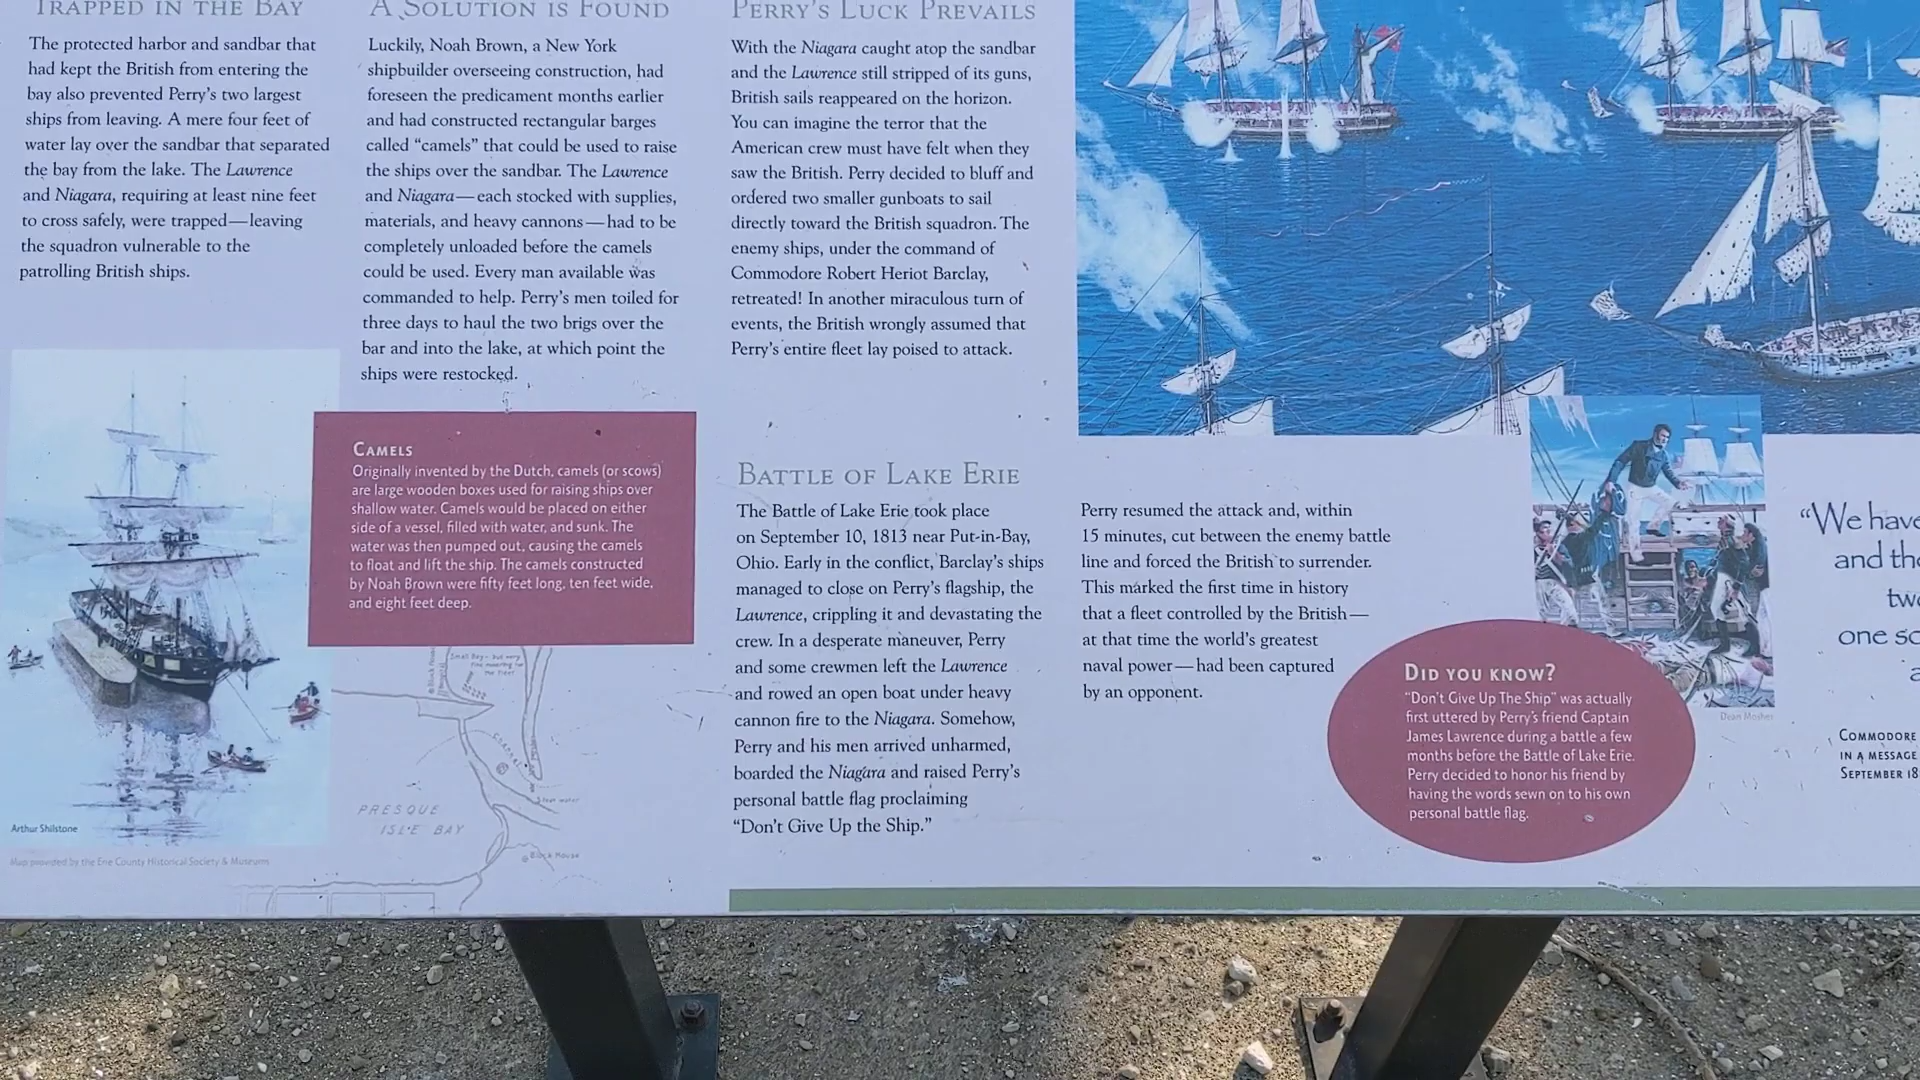 TRAPPED IN THE BAY
The protected harbor and sandbar that
had kept the British from entering the
bay also prevented Perry's two largest
ships from leaving. A mere four feet of
water lay over the sandbar that separated
the bay from the lake. The Lawrence
and Niagara, requiring at least nine feet
to cross safely, were trapped—leaving
the squadron vulnerable to the
patrolling British ships.
A SOLUTION IS FOUND
Luckily, Noah Brown, a New York
shipbuilder overseeing construction, had
foreseen the predicament months earlier
and had constructed rectangular barges
called “camels” that could be used to raise
the ships over the sandbar. The Lawrence
and Niagara—each stocked with supplies,
materials, and heavy cannons—had to be
completely unloaded before the camels
could be used. Every man available was
commanded to help. Perry's men toiled for
three days to haul the two brigs over the
bar and into the lake, at which point the
ships were restocked.
PERRY'S LUCK PREVAILS
With the Niagara caught atop the sandbar
and the Lawrence still stripped of its guns,
British sails reappeared on the horizon.
You can imagine the terror that the
American crew must have felt when they
saw the British. Perry decided to bluff and
ordered two smaller gunboats to sail
directly toward the British squadron. The
enemy ships, under the command of
Commodore Robert Heriot Barclay,
retreated! In another miraculous turn of
events, the British wrongly assumed that
Perry's entire fleet lay poised to attack.
CAMELS
Originally invented by the Dutch, camels (or scows)
are large wooden boxes used for raising ships over
shallow water. Camels would be placed on either
side of a vessel, filled with water, and sunk. The
water was then pumped out, causing the camels
to float and lift the ship. The camels constructed
by Noah Brown were fifty feet long, ten feet wide,
and eight feet deep.
Small Bay - but very
PRESQUE
ISLE BAY
Block House
Arthur Shilstone
Map provided by the Erie County Historical Society & Museums
BATTLE OF LAKE ERIE
The Battle of Lake Erie took place
on September 10, 1813 near Put-in-Bay,
Ohio. Early in the conflict, Barclay's ships
managed to close on Perry's flagship, the
Lawrence, crippling it and devastating the
crew. In a desperate maneuver, Perry
and some crewmen left the Lawrence
and rowed an open boat under heavy
cannon fire to the Niagara. Somehow,
Perry and his men arrived unharmed,
boarded the Niagara and raised Perry's
personal battle flag proclaiming
“Don't Give Up the Ship.”
Perry resumed the attack and, within
15 minutes, cut between the enemy battle
line and forced the British to surrender.
This marked the first time in history
that a fleet controlled by the British—
at that time the world's greatest
naval power—had been captured
by an opponent.
DID YOU KNOW?
“Don't Give Up The Ship” was actually
first uttered by Perry's friend Captain
James Lawrence during a battle a few
months before the Battle of Lake Erie.
Perry decided to honor his friend by
having the words sewn on to his own
personal battle flag.
Dean Mosher
“We have
and the
two
one
COMMODORE
IN A MESSAGE
SEPTEMBER 18